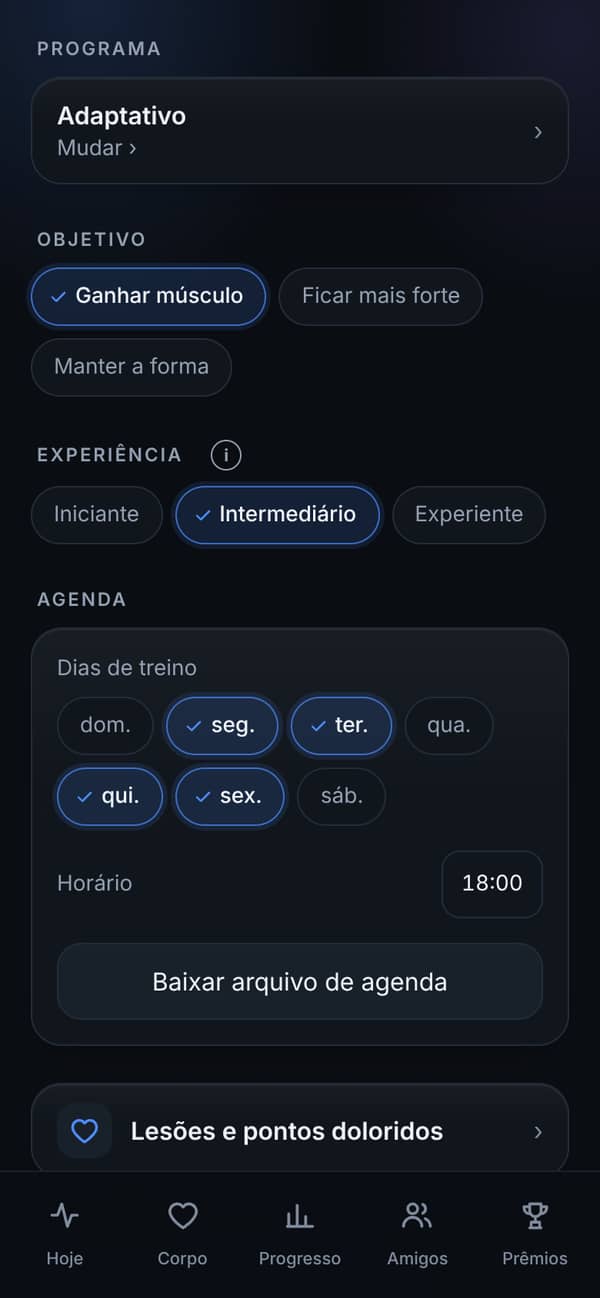 PROGRAMA
Adaptativo
Mudar ›
OBJETIVO
Ganhar músculo
Ficar mais forte
Manter a forma
EXPERIÊNCIA
Iniciante
Intermediário
Experiente
AGENDA
Dias de treino
dom.
seg.
ter.
qua.
qui.
sex.
sáb.
Horário
18:00
Baixar arquivo de agenda
Lesões e pontos doloridos
Hoje
Corpo
Progresso
Amigos
Prêmios